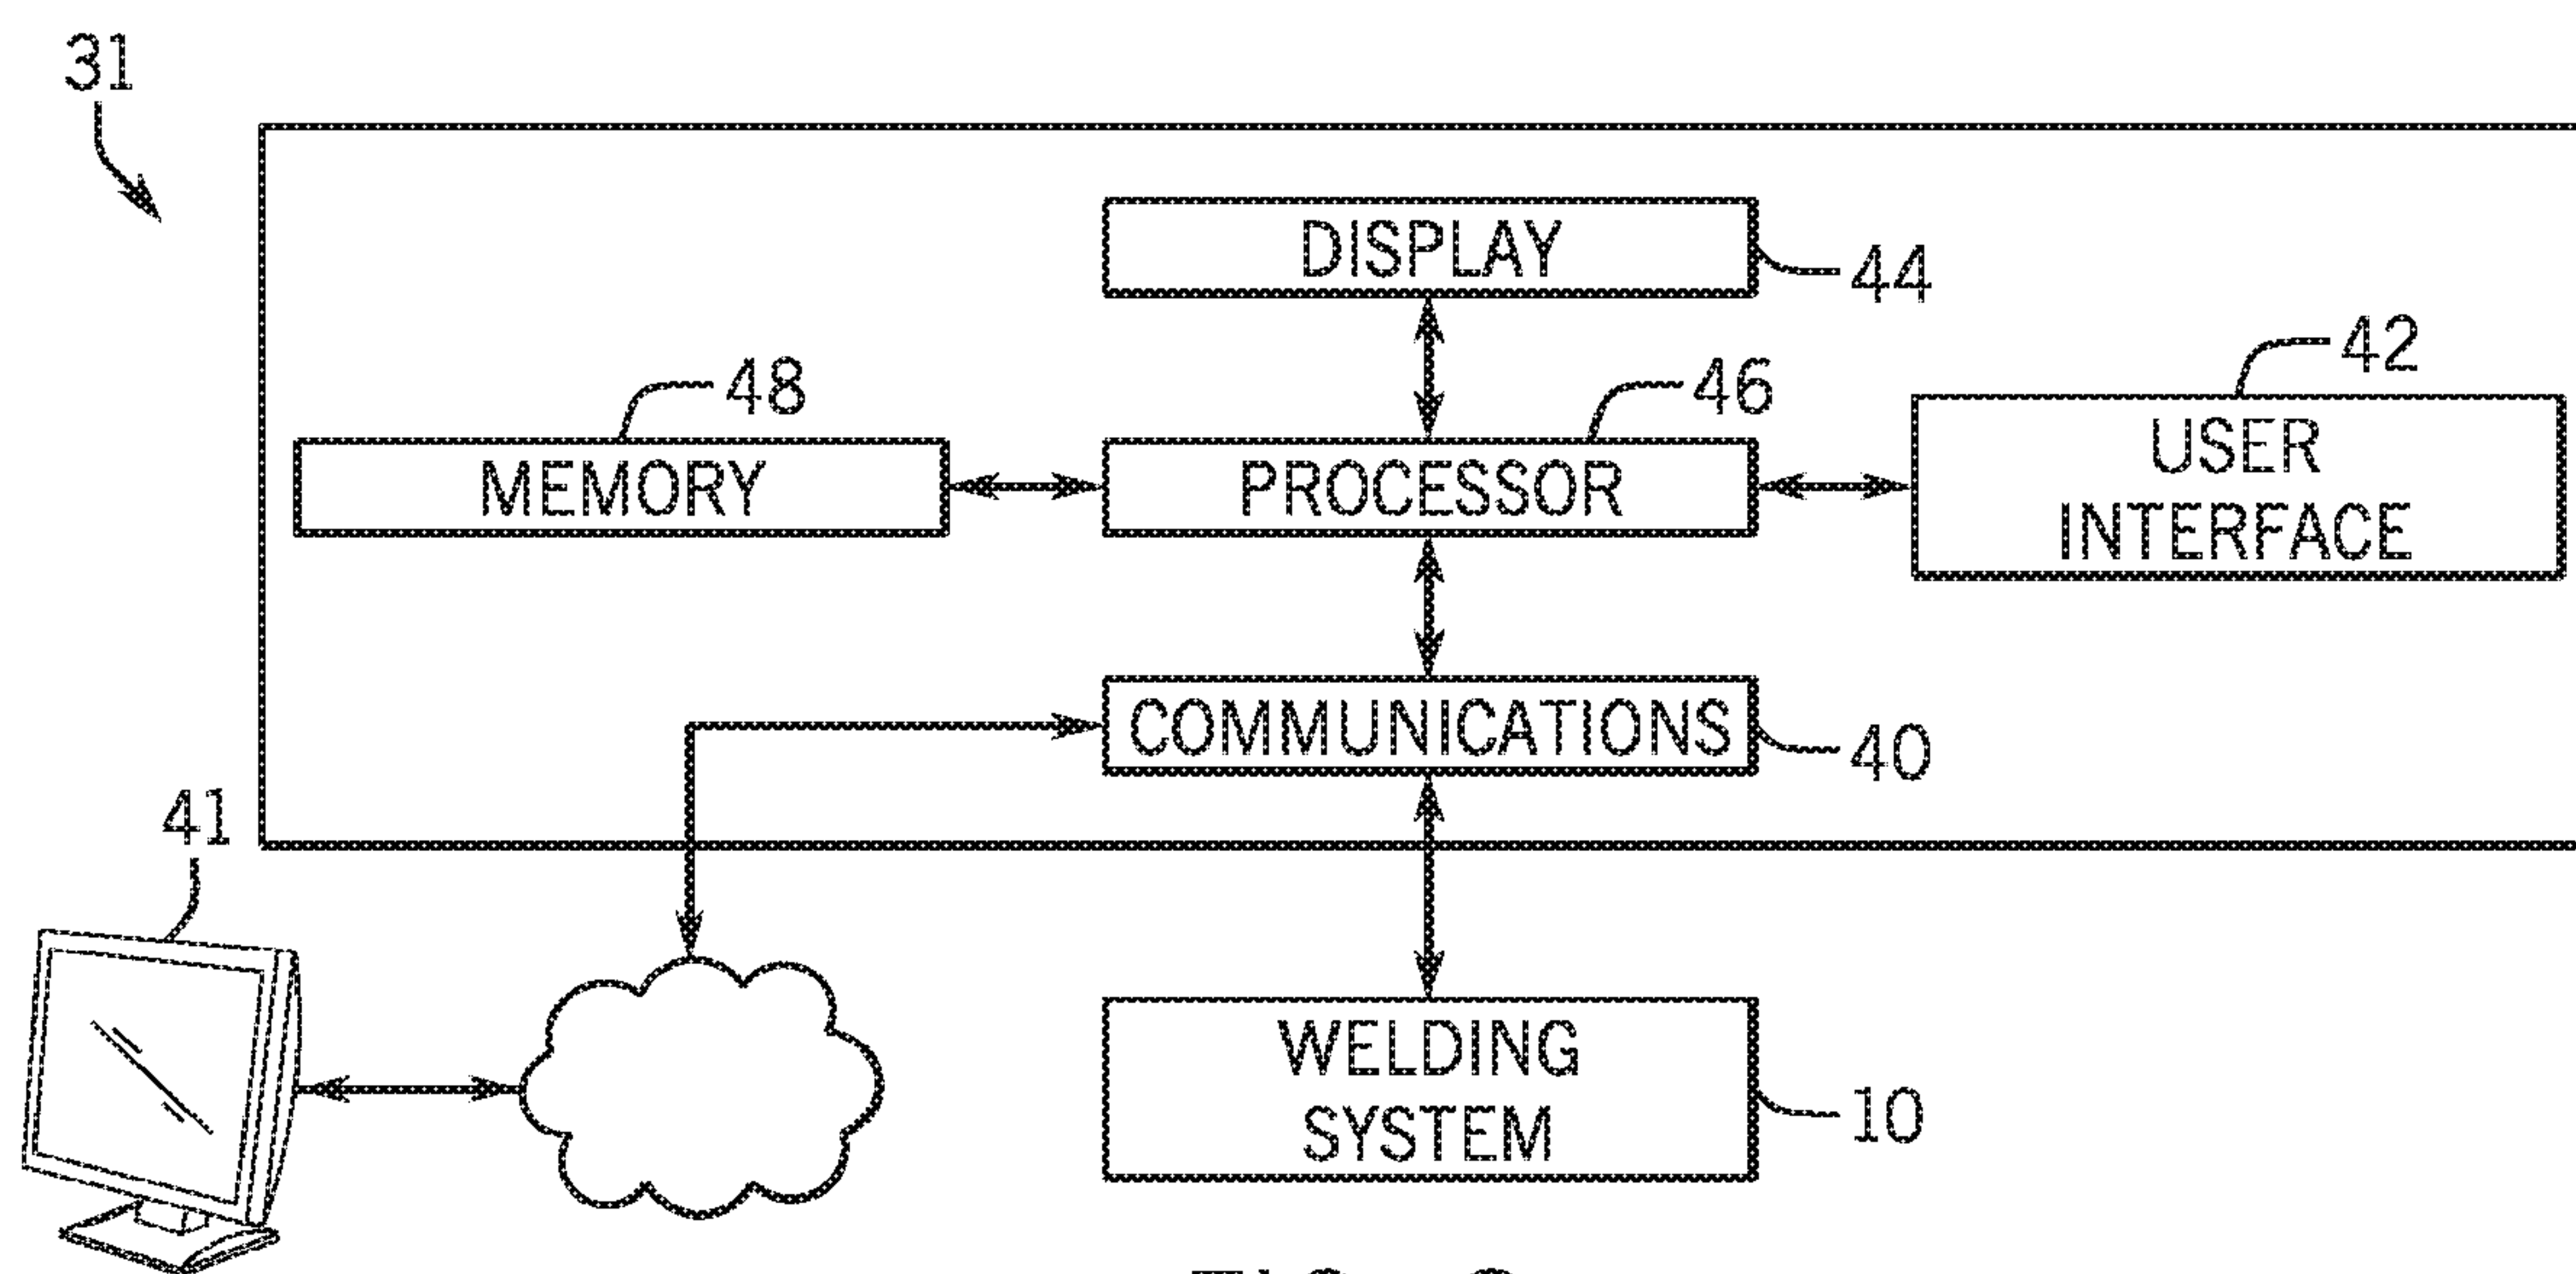 31
DISPLAY
44
48
46
42
MEMORY
PROCESSOR
USER
INTERFACE
COMMUNICATIONS
40
41
WELDING
SYSTEM
10